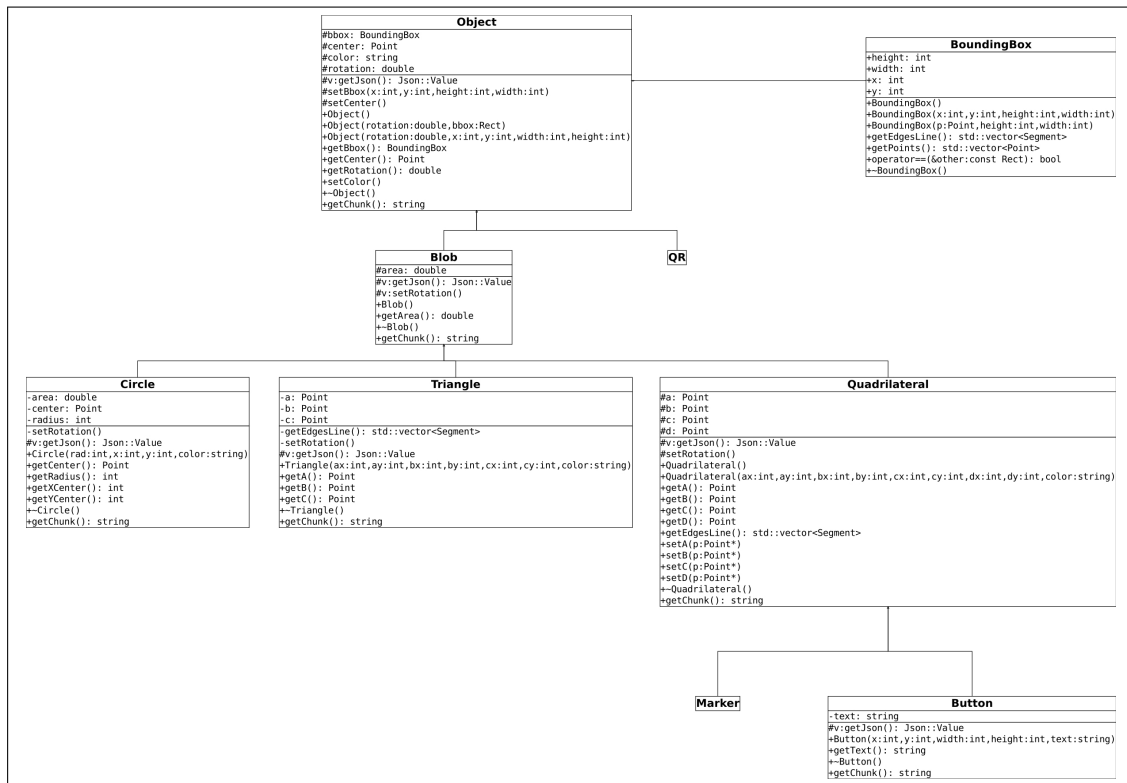 Object
#bbox: BoundingBox
#center: Point
#color: string
#rotation: double
#v:getJson(): Json::Value
#setBbox(x:int,y:int,height:int,width:int)
#setCenter()
+Object()
+Object(rotation:double,bbox:Rect)
+Object(rotation:double,x:int,y:int,width:int,height:int)
+getBbox(): BoundingBox
+getCenter(): Point
+getRotation(): double
+setColor()
+~Object()
+getChunk(): string
BoundingBox
+height: int
+width: int
+x: int
+y: int
+BoundingBox()
+BoundingBox(x:int,y:int,height:int,width:int)
+BoundingBox(p:Point,height:int,width:int)
+getEdgesLine(): std::vector<Segment>
+getPoints(): std::vector<Point>
+operator==(&other:const Rect): bool
+~BoundingBox()
Blob
#area: double
#v:getJson(): Json::Value
#v:setRotation()
+Blob()
+getArea(): double
+~Blob()
+getChunk(): string
QR
Circle
-area: double
-center: Point
-radius: int
-setRotation()
#v:getJson(): Json::Value
+Circle(rad:int,x:int,y:int,color:string)
+getCenter(): Point
+getRadius(): int
+getXCenter(): int
+getYCenter(): int
+~Circle()
+getChunk(): string
Triangle
-a: Point
-b: Point
-c: Point
-getEdgesLine(): std::vector<Segment>
-setRotation()
#v:getJson(): Json::Value
+Triangle(ax:int,ay:int,bx:int,by:int,cx:int,cy:int,color:string)
+getA(): Point
+getB(): Point
+getC(): Point
+~Triangle()
+getChunk(): string
Quadrilateral
#a: Point
#b: Point
#c: Point
#d: Point
#v:getJson(): Json::Value
#setRotation()
+Quadrilateral()
+Quadrilateral(ax:int,ay:int,bx:int,by:int,cx:int,cy:int,dx:int,dy:int,color:string)
+getA(): Point
+getB(): Point
+getC(): Point
+getD(): Point
+getEdgesLine(): std::vector<Segment>
+setA(p:Point*)
+setB(p:Point*)
+setC(p:Point*)
+setD(p:Point*)
+~Quadrilateral()
+getChunk(): string
Marker
Button
-text: string
#v:getJson(): Json::Value
+Button(x:int,y:int,width:int,height:int,text:string)
+getText(): string
+~Button()
+getChunk(): string